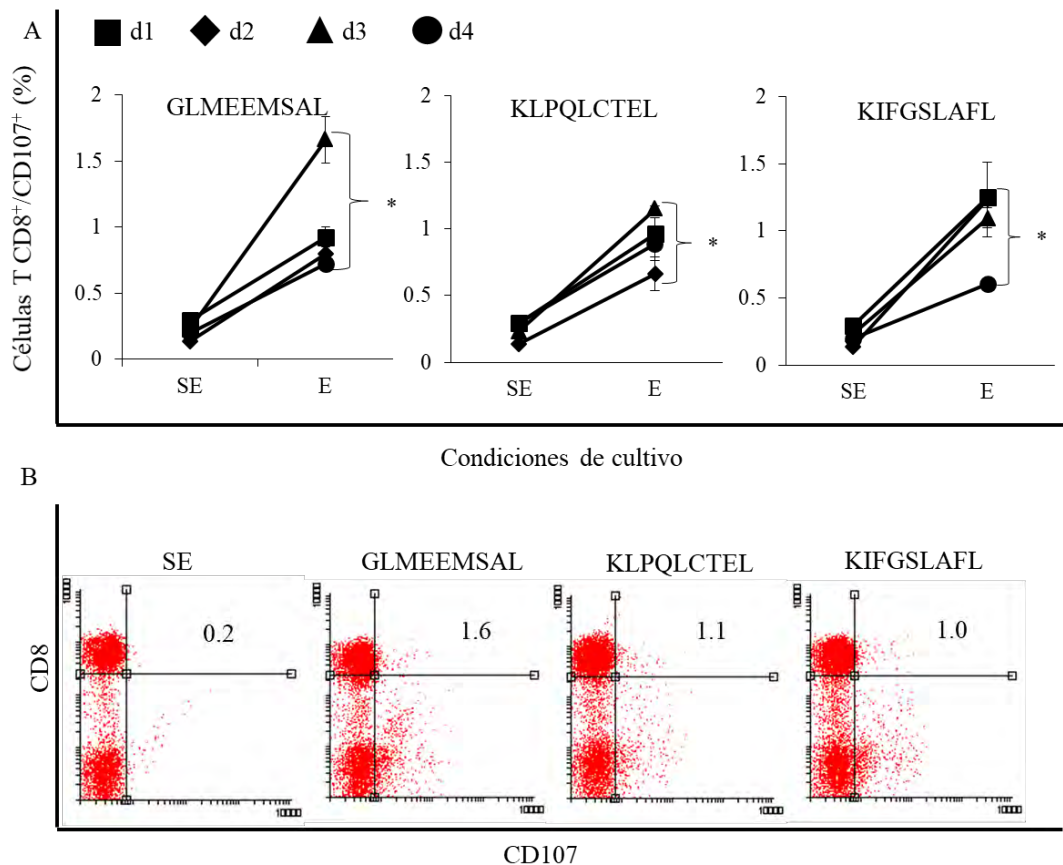 A
d1 d2 d3 d4
Células T CD8+/CD107+ (%)
GLMEEMSAL
2
1.5
1
0.5
0
SE E
KLPQLCTEL
2
1.5
1
0.5
0
SE E
KIFGSLAFL
2
1.5
1
0.5
0
SE E
*
*
*
Condiciones de cultivo
B
SE GLMEEMSAL KLPQLCTEL KIFGSLAFL
0.2 1.6 1.1 1.0
CD8
CD107